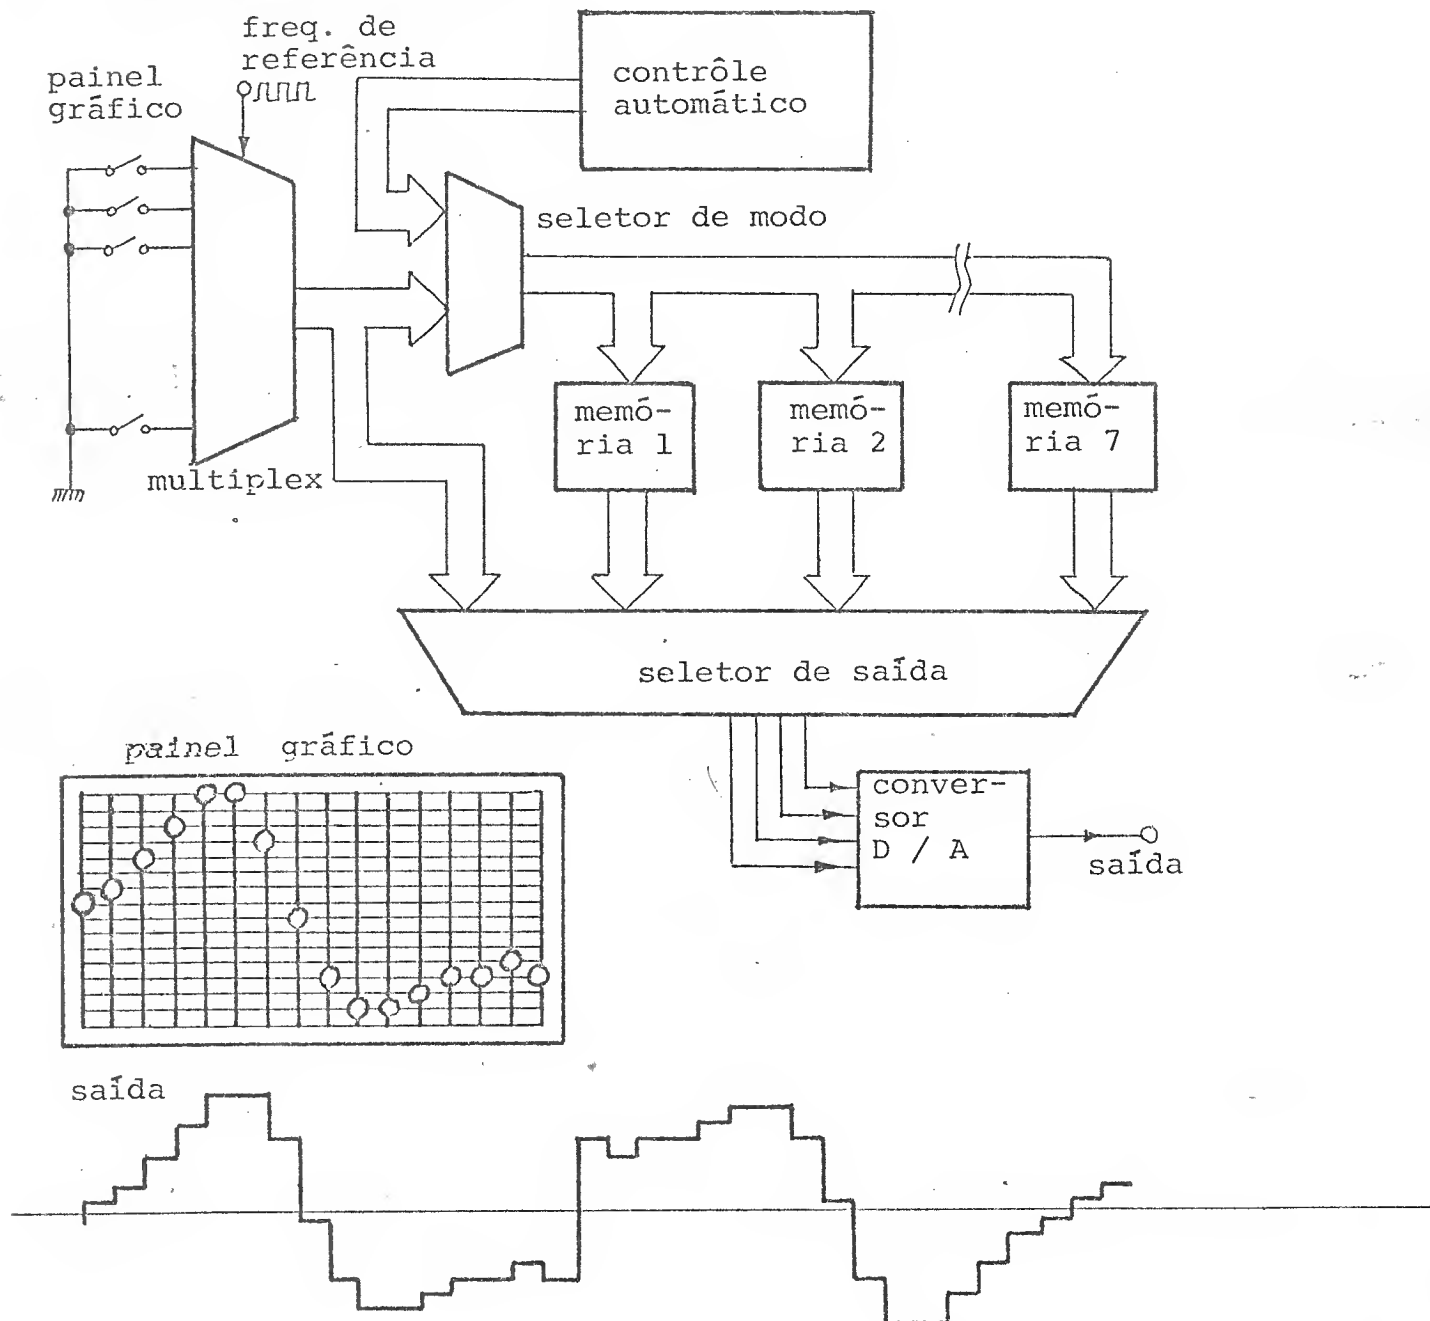 freq. de
referência
painel
gráfico
contrôle
automático
seletor de modo
memó-
ria 1
memó-
ria 2
memó-
ria 7
multiplex
seletor de saída
painel gráfico
conver-
sor
D / A
saída
saída